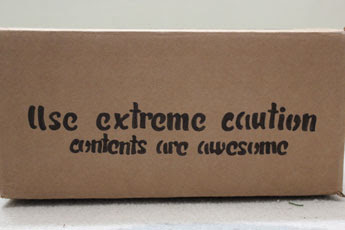 Use extreme caution
contents are awesome